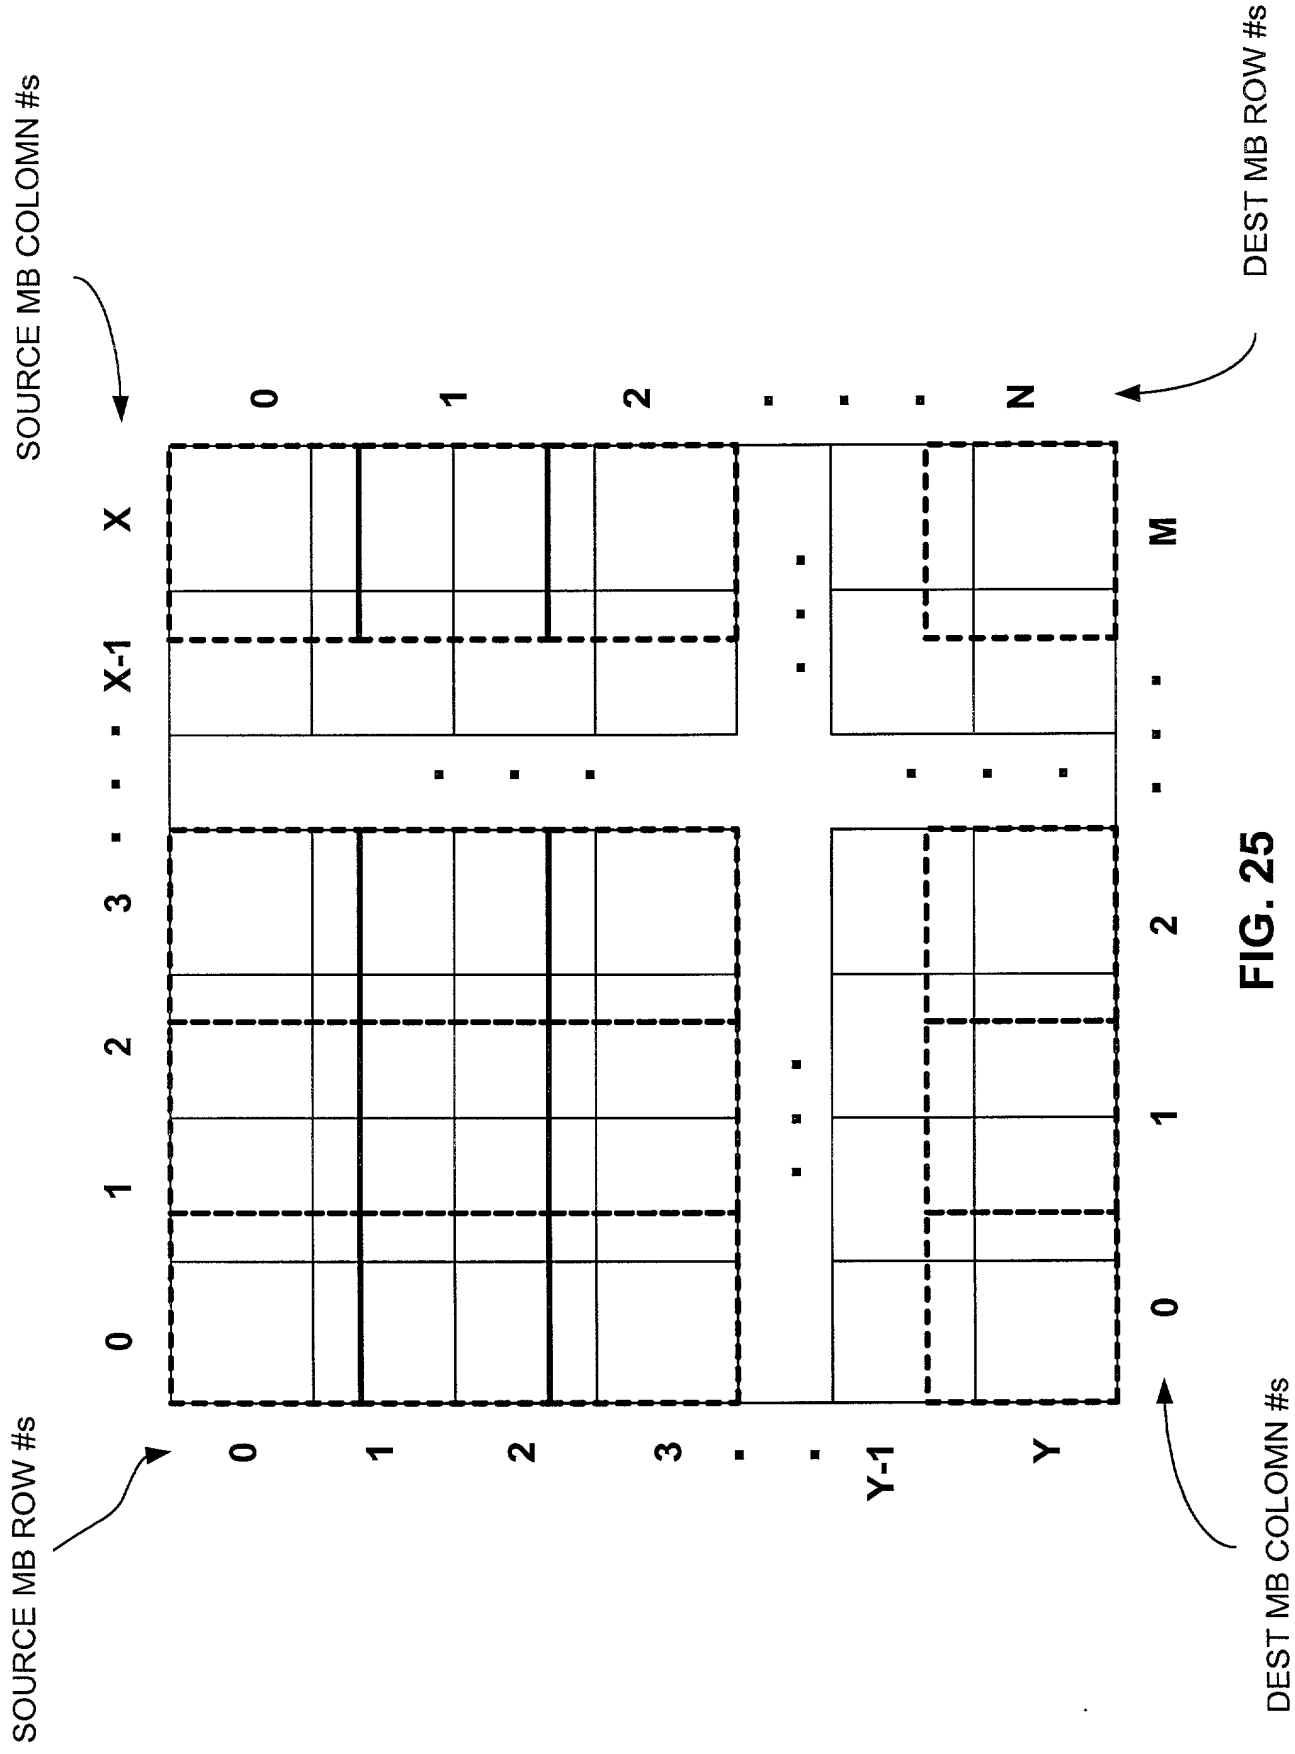 SOURCE MB ROW #s
SOURCE MB COLOMN #s
0 1 2 3 . . . X-1 X
0
1
2
3
.
.
Y-1
Y
0
1
2
.
.
.
N
. . .
. . .
. . .
. . .
0 1 2 . . . M
DEST MB COLOMN #s
DEST MB ROW #s
FIG. 25